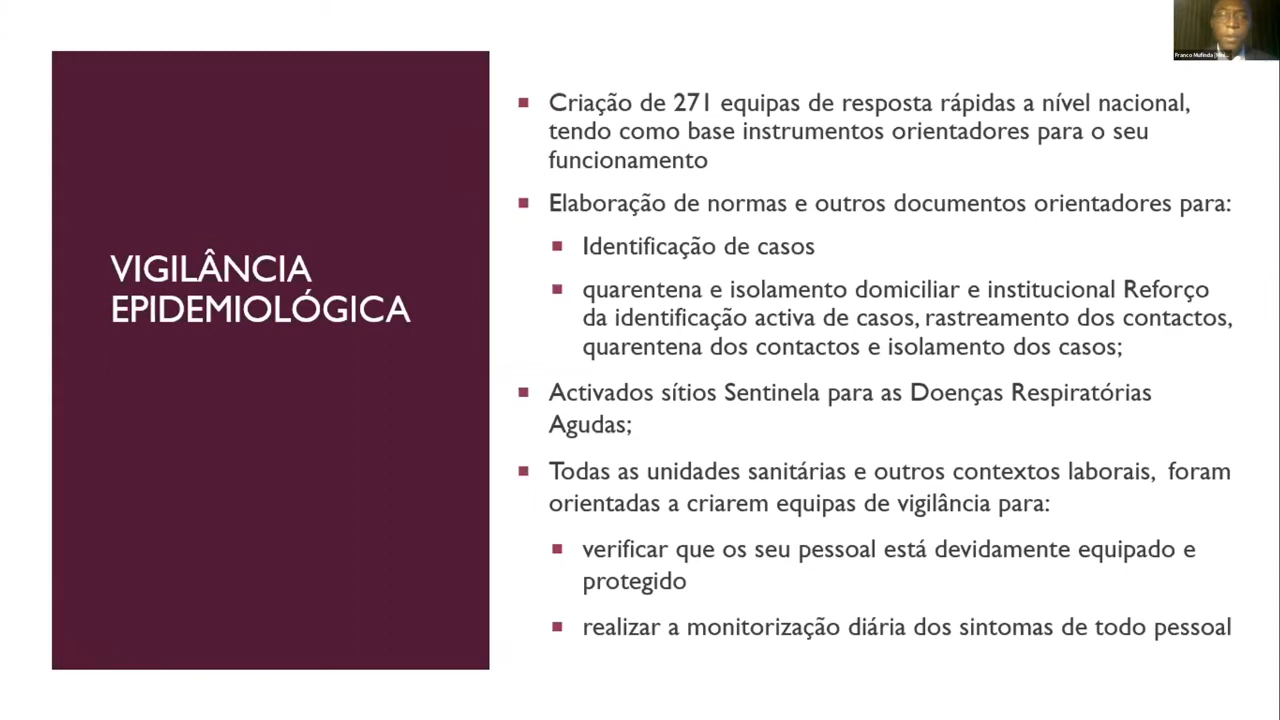 Franco Mufinda
VIGILÂNCIA
EPIDEMIOLÓGICA
Criação de 271 equipas de resposta rápidas a nível nacional,
tendo como base instrumentos orientadores para o seu
funcionamento
Elaboração de normas e outros documentos orientadores para:
Identificação de casos
quarentena e isolamento domiciliar e institucional Reforço
da identificação activa de casos, rastreamento dos contactos,
quarentena dos contactos e isolamento dos casos;
Activados sítios Sentinela para as Doenças Respiratórias
Agudas;
Todas as unidades sanitárias e outros contextos laborais, foram
orientadas a criarem equipas de vigilância para:
verificar que os seu pessoal está devidamente equipado e
protegido
realizar a monitorização diária dos sintomas de todo pessoal